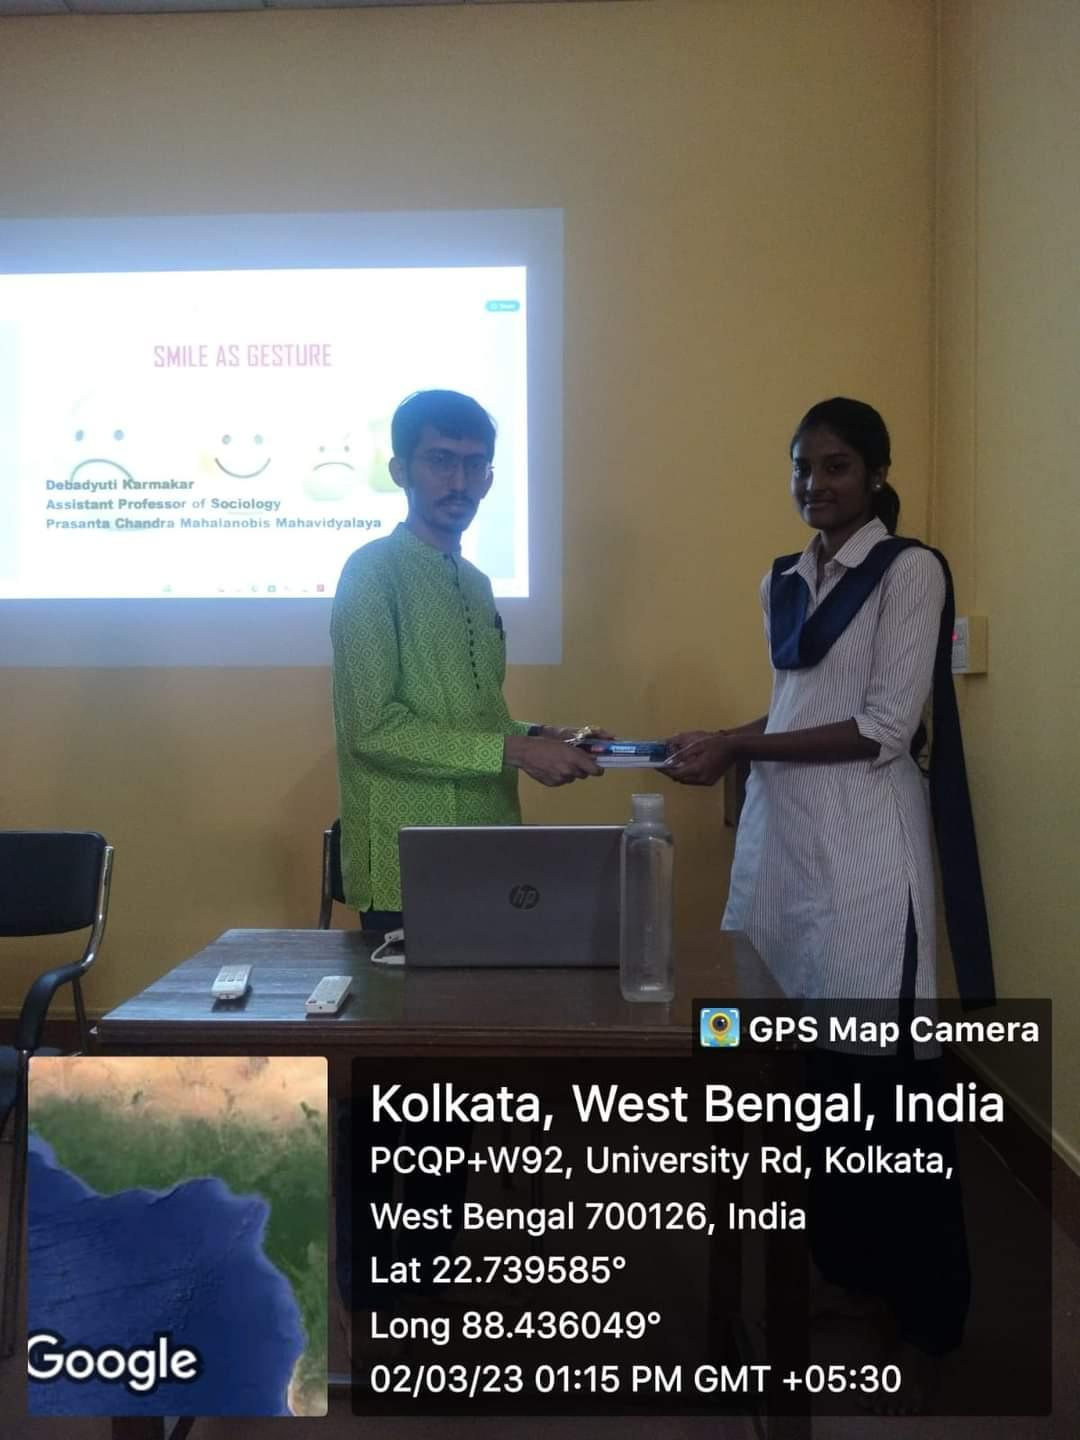 SMILE AS GESTURE
Debadyuti Karmakar
Assistant Professor of Sociology
Prasanta Chandra Mahalanobis Mahavidyalaya
hp
GPS Map Camera
Kolkata, West Bengal, India
PCQP+W92, University Rd, Kolkata,
West Bengal 700126, India
Lat 22.739585°
Long 88.436049°
02/03/23 01:15 PM GMT +05:30
Google